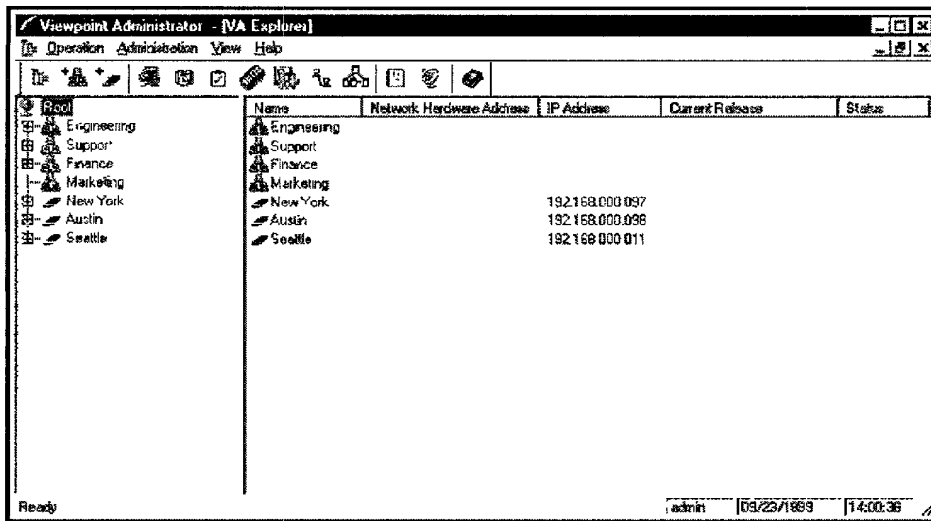 Viewpoint Administrator - [VA Explorer]
Operation Administration View Help
Root
Engineering
Support
Finance
Marketing
New York
Austin
Seattle
Name Network Hardware Address IP Address Current Release Status
Engineering
Support
Finance
Marketing
New York 192.168.000.097
Austin 192.168.000.098
Seattle 192.168.000.011
Ready admin 09/23/1999 14:00:36